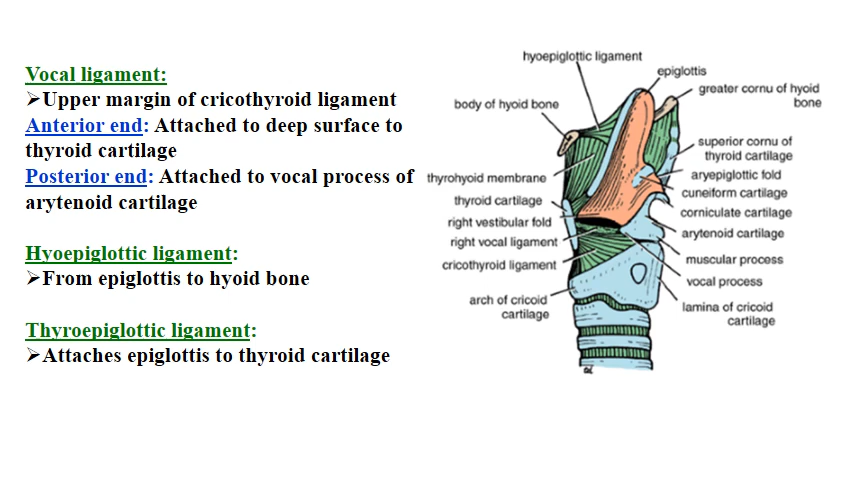 Vocal ligament:
➢Upper margin of cricothyroid ligament
Anterior end: Attached to deep surface to
thyroid cartilage
Posterior end: Attached to vocal process of
arytenoid cartilage
Hyoepiglottic ligament:
➢From epiglottis to hyoid bone
Thyroepiglottic ligament:
➢Attaches epiglottis to thyroid cartilage
hyoepiglottic ligament
epiglottis
greater cornu of hyoid
bone
body of hyoid bone
superior cornu of
thyroid cartilage
aryepiglottic fold
thyrohyoid membrane
cuneiform cartilage
thyroid cartilage
corniculate cartilage
right vestibular fold
arytenoid cartilage
right vocal ligament
muscular process
cricothyroid ligament
vocal process
arch of cricoid
cartilage
lamina of cricoid
cartilage